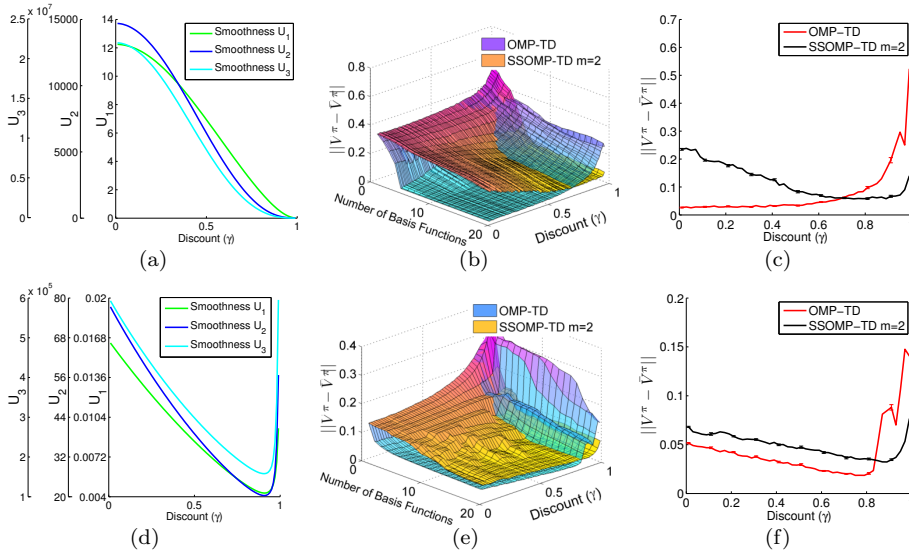 2.5 x 10⁷
2
1.5
1
0.5
0
U₃
15000
10000
5000
0
U₂
14
12
10
8
6
4
2
0
U₁
Smoothness U₁
Smoothness U₂
Smoothness U₃
0.5
1
Discount (γ)
(a)
OMP-TD
SSOMP-TD m=2
0.8
0.6
0.4
0.2
0
||V^π − V̄^π||
0
10
20
Number of Basis Functions
0
0.5
1
Discount (γ)
(b)
OMP−TD
SSOMP−TD m=2
0.7
0.6
0.5
0.4
0.3
0.2
0.1
0
||V^π − V̄^π||
0
0.2
0.4
0.6
0.8
Discount (γ)
(c)
6 x 10⁵
5
4
3
2
1
U₃
80
68
56
44
32
20
U₂
0.02
0.0168
0.0136
0.0104
0.0072
0.004
U₁
Smoothness U₁
Smoothness U₂
Smoothness U₃
0.5
1
Discount (γ)
(d)
OMP-TD
SSOMP-TD m=2
0.4
0.3
0.2
0.1
0
||V^π − V̄^π||
0
10
20
Number of Basis Functions
0
0.5
1
Discount (γ)
(e)
OMP−TD
SSOMP−TD m=2
0.2
0.15
0.1
0.05
0
||V^π − V̄^π||
0
0.2
0.4
0.6
0.8
Discount (γ)
(f)